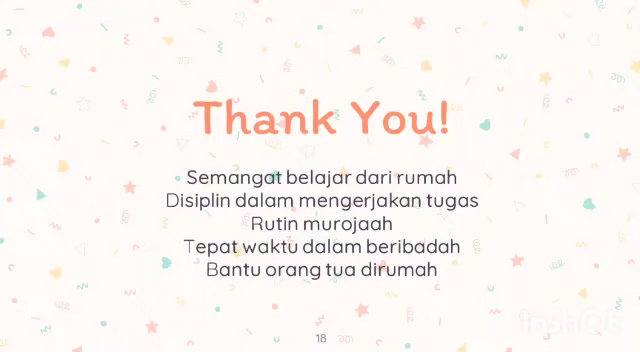 Thank You!
Semangat belajar dari rumah
Disiplin dalam mengerjakan tugas
Rutin murojaah
Tepat waktu dalam beribadah
Bantu orang tua dirumah
18
InShOt